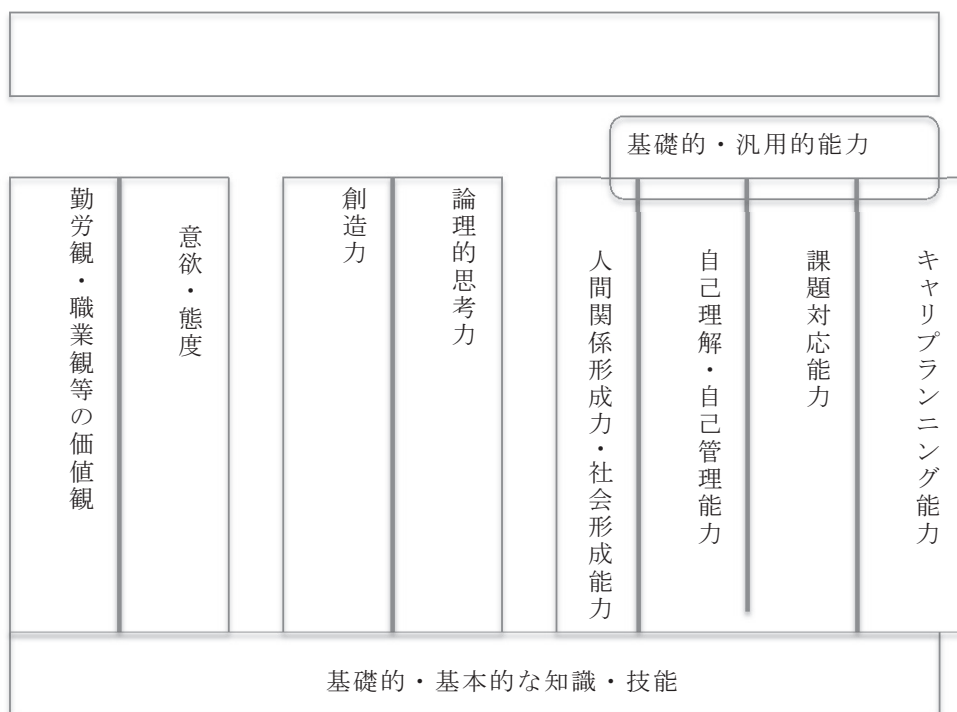 基礎的・汎用的能力
勤労観・職業観等の価値観
意欲・態度
創造力
論理的思考力
人間関係形成力・社会形成能力
自己理解・自己管理能力
課題対応能力
キャリプランニング能力
基礎的・基本的な知識・技能